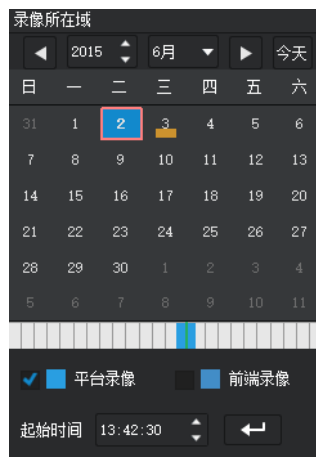 录像所在域
2015 6月 今天
日 一 二 三 四 五 六
31 1 2 3 4 5 6
7 8 9 10 11 12 13
14 15 16 17 18 19 20
21 22 23 24 25 26 27
28 29 30 1 2 3 4
5 6 7 8 9 10 11
平台录像 前端录像
起始时间 13:42:30